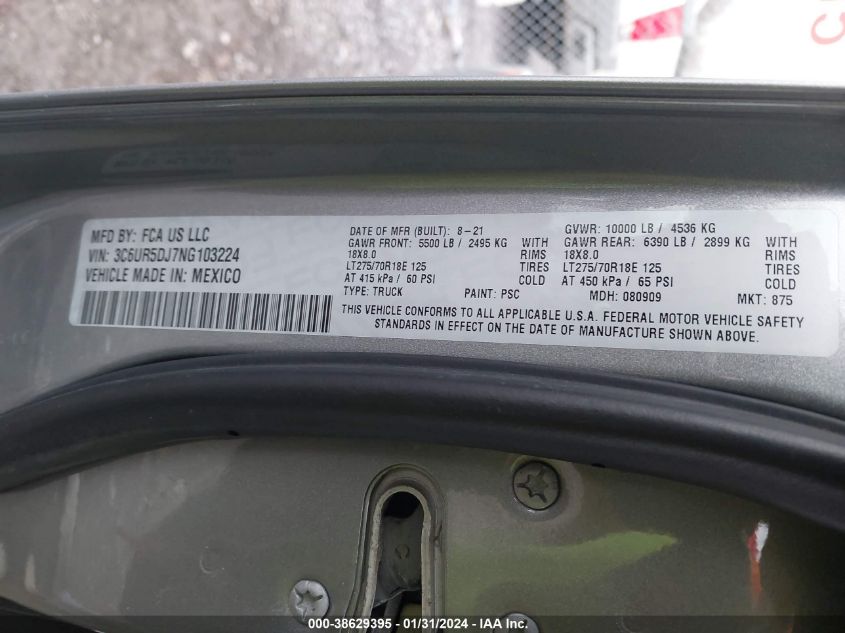 MFD BY: FCA US LLC
VIN: 3C6UR5DJ7NG103224
VEHICLE MADE IN: MEXICO
DATE OF MFR (BUILT): 8-21
GAWR FRONT: 5500 LB / 2495 KG WITH
18X8.0 RIMS
LT275/70R18E 125 TIRES
AT 415 kPa / 60 PSI COLD
TYPE: TRUCK PAINT: PSC
GVWR: 10000 LB / 4536 KG
GAWR REAR: 6390 LB / 2899 KG WITH
18X8.0 RIMS
LT275/70R18E 125 TIRES
AT 450 kPa / 65 PSI COLD
MDH: 080909 MKT: 875
THIS VEHICLE CONFORMS TO ALL APPLICABLE U.S.A. FEDERAL MOTOR VEHICLE SAFETY
STANDARDS IN EFFECT ON THE DATE OF MANUFACTURE SHOWN ABOVE.
000-38629395 - 01/31/2024 - IAA Inc.